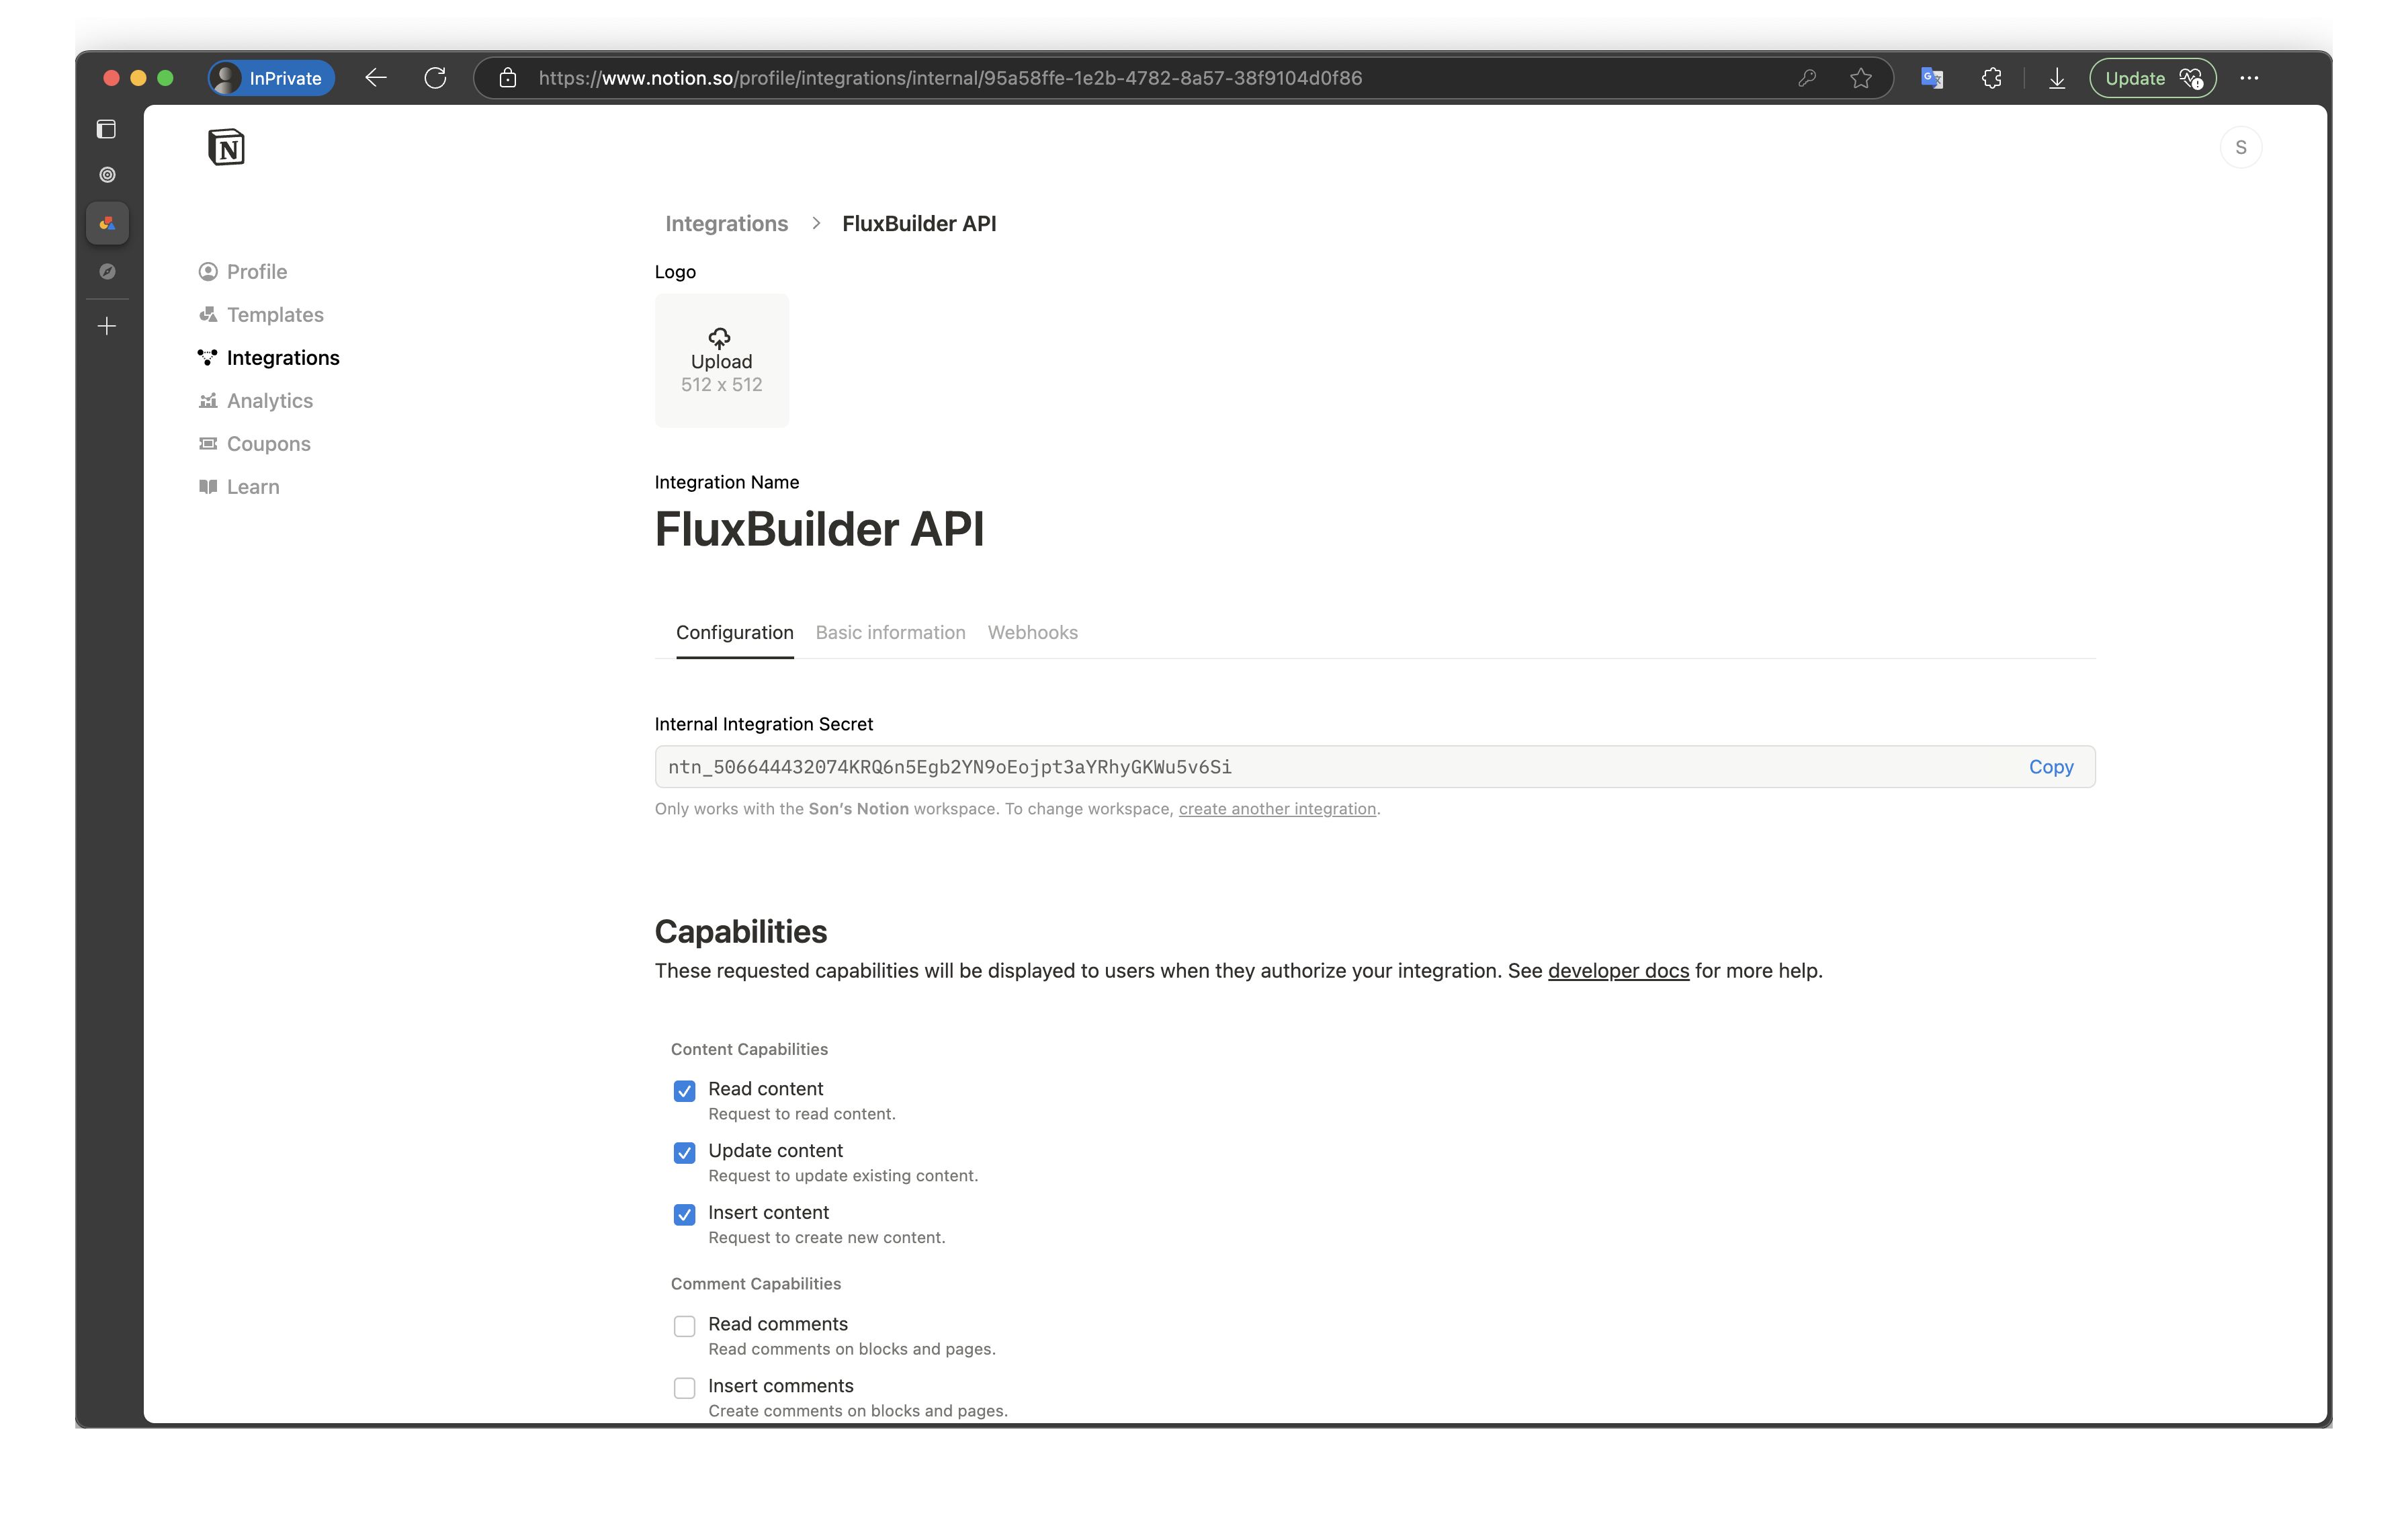 InPrivate
https://www.notion.so/profile/integrations/internal/95a58ffe-1e2b-4782-8a57-38f9104d0f86
Update
N
S
Integrations > FluxBuilder API
Profile
Templates
Integrations
Analytics
Coupons
Learn
Logo
Upload
512 x 512
Integration Name
FluxBuilder API
Configuration Basic information Webhooks
Internal Integration Secret
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 Copy
Only works with the Son's Notion workspace. To change workspace, create another integration.
Capabilities
These requested capabilities will be displayed to users when they authorize your integration. See developer docs for more help.
Content Capabilities
Read content
Request to read content.
Update content
Request to update existing content.
Insert content
Request to create new content.
Comment Capabilities
Read comments
Read comments on blocks and pages.
Insert comments
Create comments on blocks and pages.